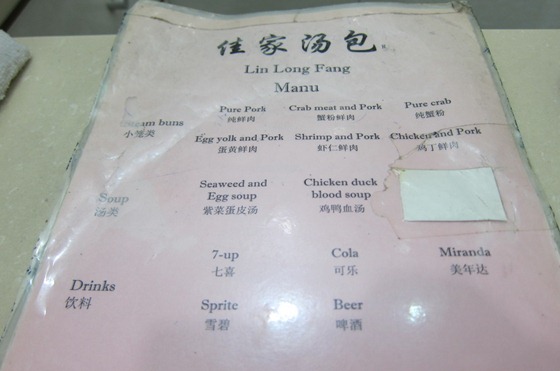 佳家汤包
Lin Long Fang
Manu
Pure Pork Crab meat and Pork Pure crab
纯鲜肉 蟹粉鲜肉 纯蟹粉
Steam buns
小笼类
Egg yolk and Pork Shrimp and Pork Chicken and Pork
蛋黄鲜肉 虾仁鲜肉 鸡丁鲜肉
Seaweed and Chicken duck
Soup Egg soup blood soup
汤类 紫菜蛋皮汤 鸡鸭血汤
7-up Cola Miranda
七喜 可乐 美年达
Drinks
饮料
Sprite Beer
雪碧 啤酒